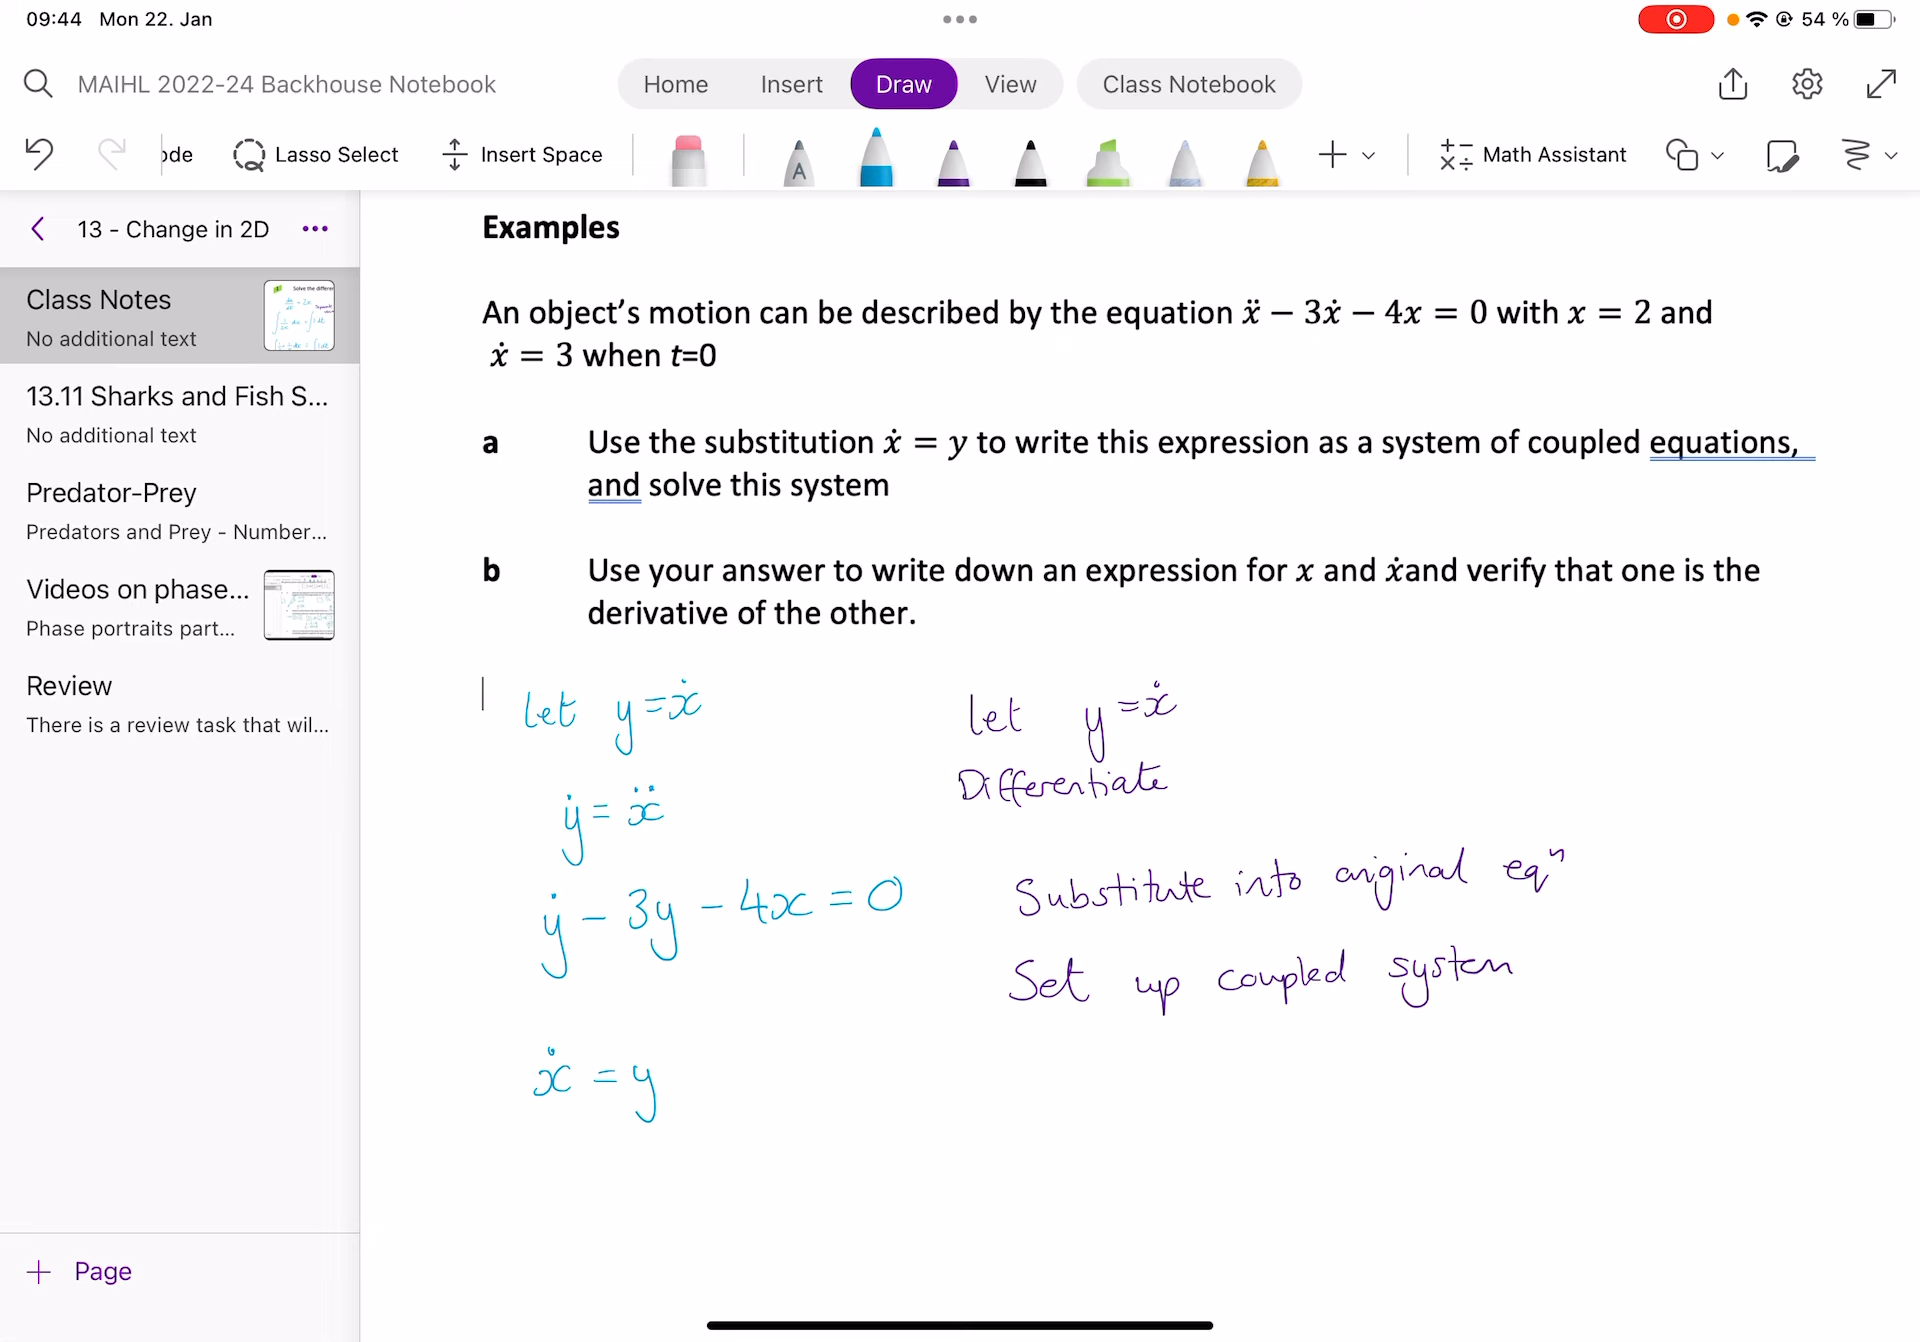 09:44 Mon 22. Jan
54 %
MAIHL 2022-24 Backhouse Notebook
Home Insert Draw View Class Notebook
ode Lasso Select Insert Space A Math Assistant
13 - Change in 2D
Class Notes
No additional text
13.11 Sharks and Fish S...
No additional text
Predator-Prey
Predators and Prey - Number...
Videos on phase...
Phase portraits part...
Review
There is a review task that wil...
+ Page
Examples
An object’s motion can be described by the equation ẍ − 3ẋ − 4x = 0 with x = 2 and
ẋ = 3 when t=0
a Use the substitution ẋ = y to write this expression as a system of coupled equations,
and solve this system
b Use your answer to write down an expression for x and ẋand verify that one is the
derivative of the other.
let y = ẋ
ẏ = ẍ
ẏ − 3y − 4x = 0
ẋ = y
let y = ẋ
Differentiate
Substitute into original eqⁿ
Set up coupled system